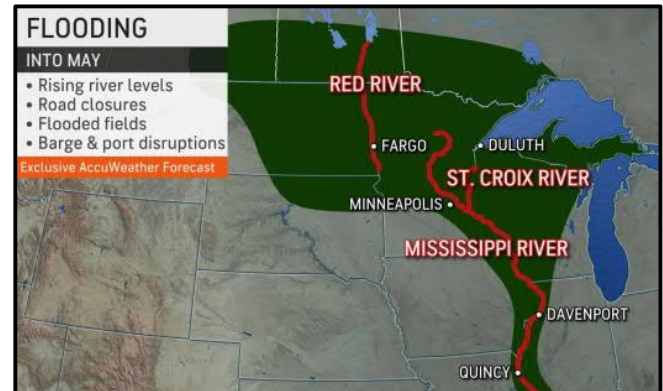 FLOODING
INTO MAY
• Rising river levels
• Road closures
• Flooded fields
• Barge & port disruptions
Exclusive AccuWeather Forecast
RED RIVER
FARGO
DULUTH
ST. CROIX RIVER
MINNEAPOLIS
MISSISSIPPI RIVER
DAVENPORT
QUINCY